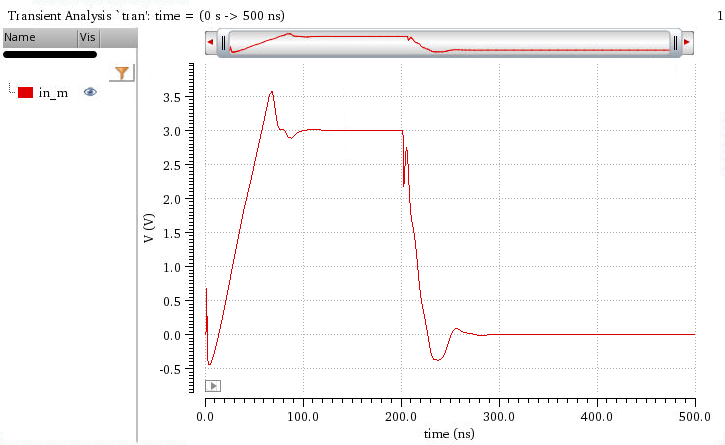 Transient Analysis `tran': time = (0 s -> 500 ns)
1
Name Vis
in_m
V (V)
3.5
3.0
2.5
2.0
1.5
1.0
0.5
0.0
-0.5
0.0 100.0 200.0 300.0 400.0 500.0
time (ns)